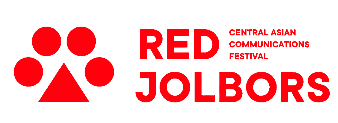 RED
CENTRAL ASIAN
COMMUNICATIONS
FESTIVAL
JOLBORS